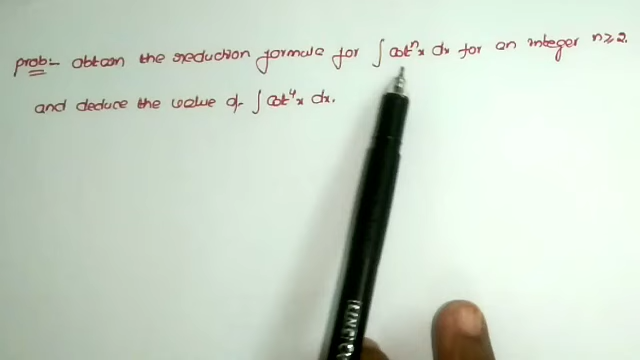 prob:- obtain the reduction formula for ∫ cotⁿx dx for an integer n≥2.
and deduce the value of ∫ cot⁴x dx.